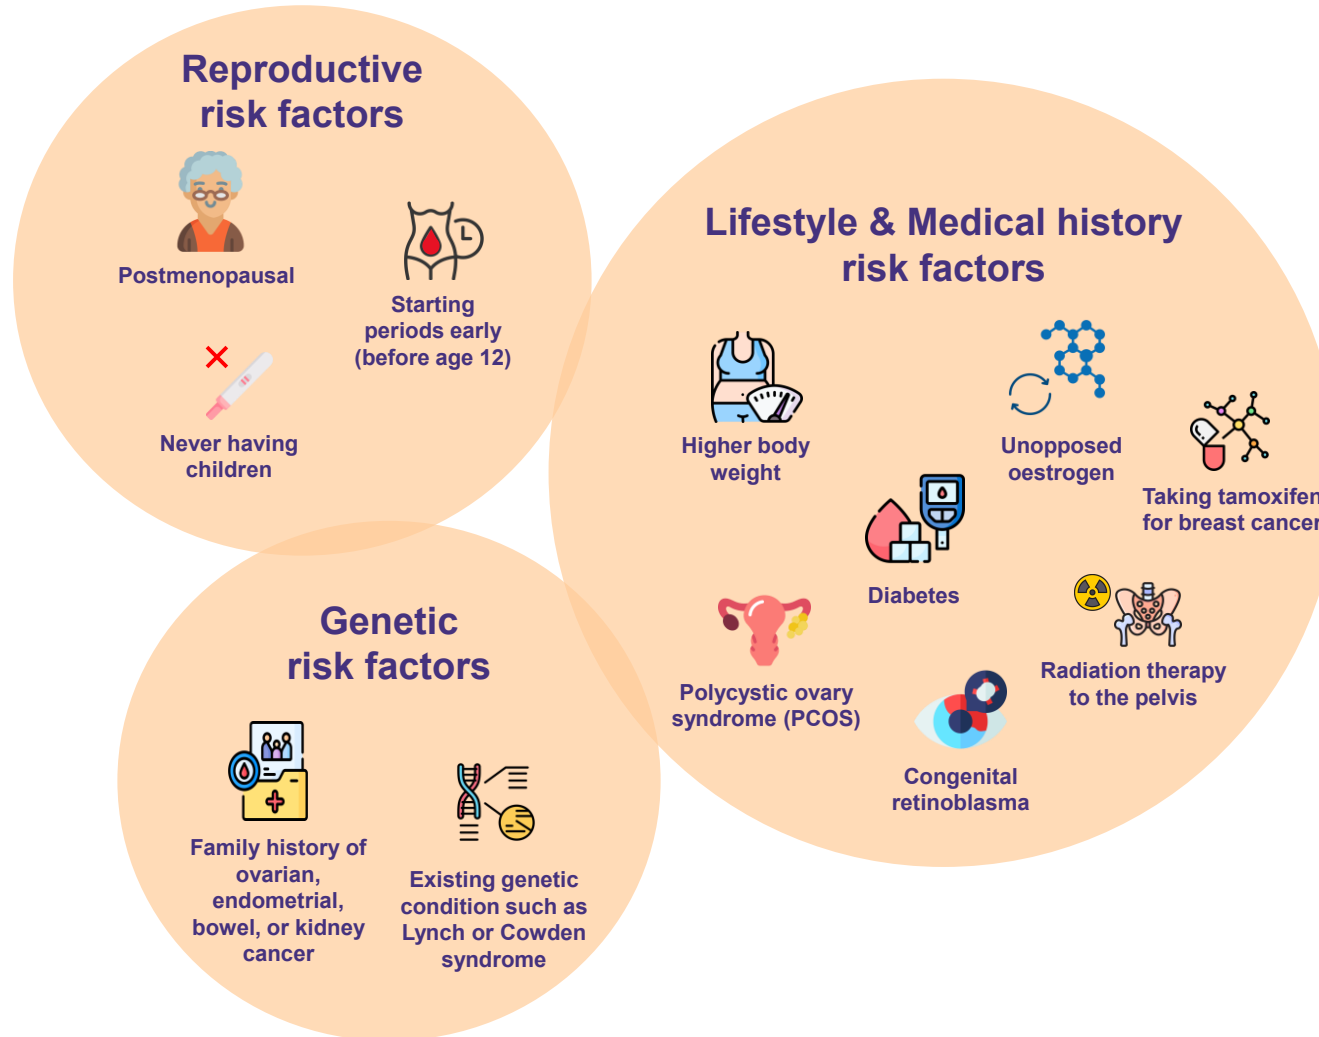 Reproductive
risk factors
Postmenopausal
Starting
periods early
(before age 12)
Never having
children
Lifestyle & Medical history
risk factors
Higher body
weight
Unopposed
oestrogen
Taking tamoxifen
for breast cancer
Diabetes
Polycystic ovary
syndrome (PCOS)
Radiation therapy
to the pelvis
Congenital
retinoblasma
Genetic
risk factors
Family history of
ovarian,
endometrial,
bowel, or kidney
cancer
Existing genetic
condition such as
Lynch or Cowden
syndrome